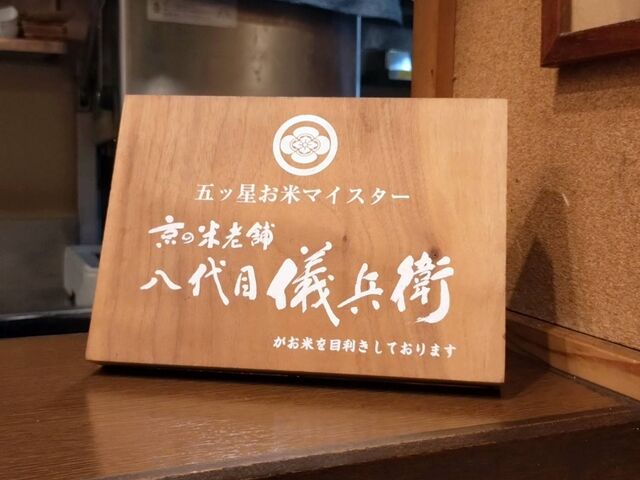 五ッ星お米マイスター
京の米老舗
八代目儀兵衛
がお米を目利きしております